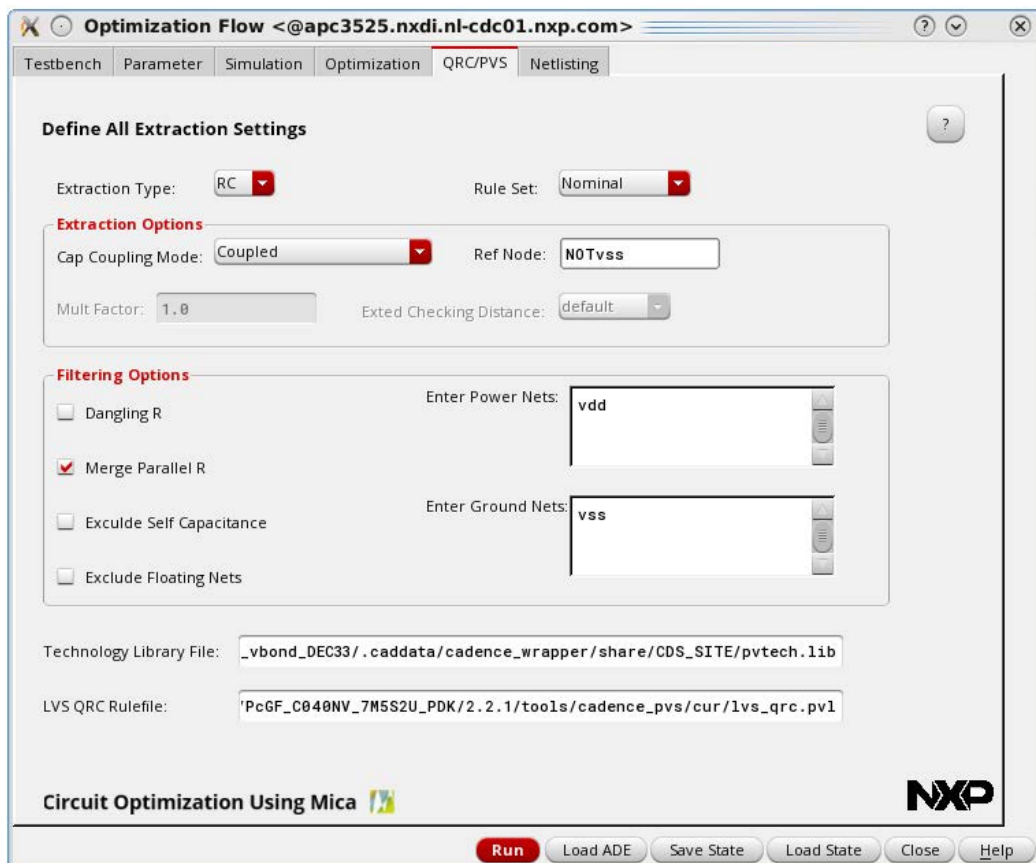 Optimization Flow <@apc3525.nxdi.nl-cdc01.nxp.com>
Testbench Parameter Simulation Optimization QRC/PVS Netlisting
Define All Extraction Settings ?
Extraction Type: RC Rule Set: Nominal
Extraction Options
Cap Coupling Mode: Coupled Ref Node: NOTvss
Mult Factor: 1.0 Exted Checking Distance: default
Filtering Options
Dangling R Enter Power Nets: vdd
Merge Parallel R
Exculde Self Capacitance Enter Ground Nets: vss
Exclude Floating Nets
Technology Library File: _vbond_DEC33/.caddata/cadence_wrapper/share/CDS_SITE/pvtech.lib
LVS QRC Rulefile: 'PcGF_C040NV_7M5S2U_PDK/2.2.1/tools/cadence_pvs/cur/lvs_qrc.pvl
Circuit Optimization Using Mica NXP
Run Load ADE Save State Load State Close Help